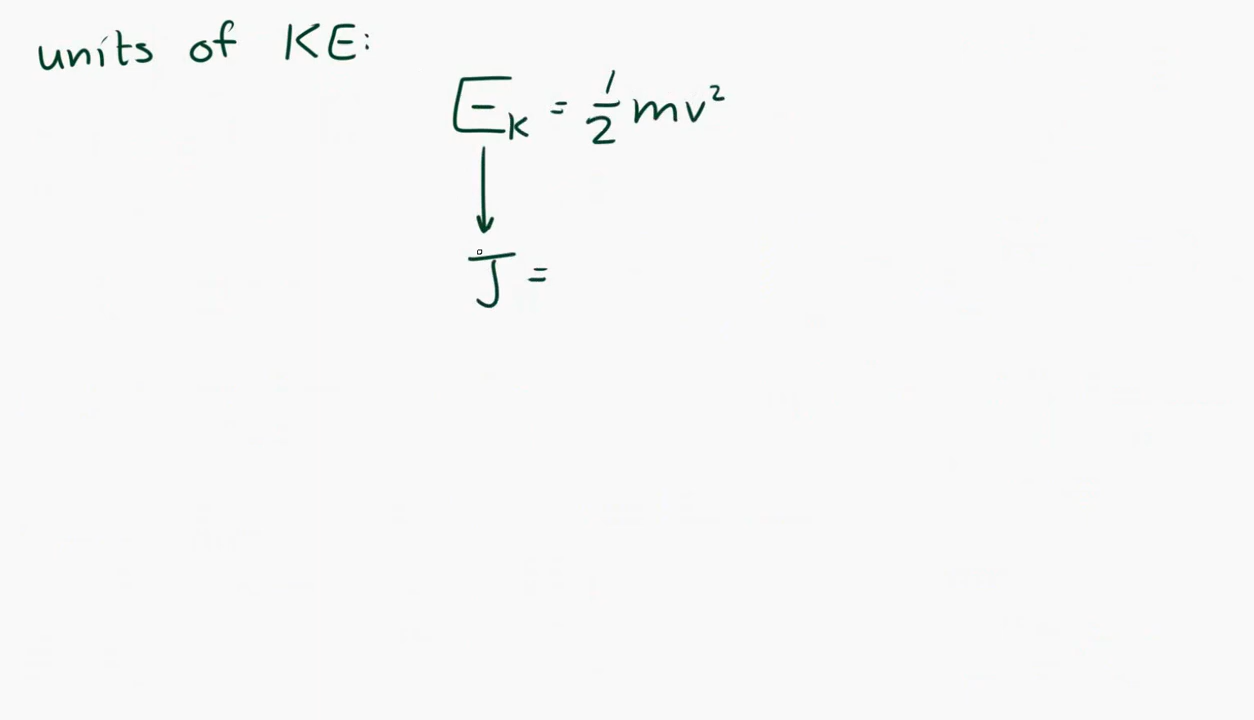 units of KE:
E_K = 1/2 mv²
J =